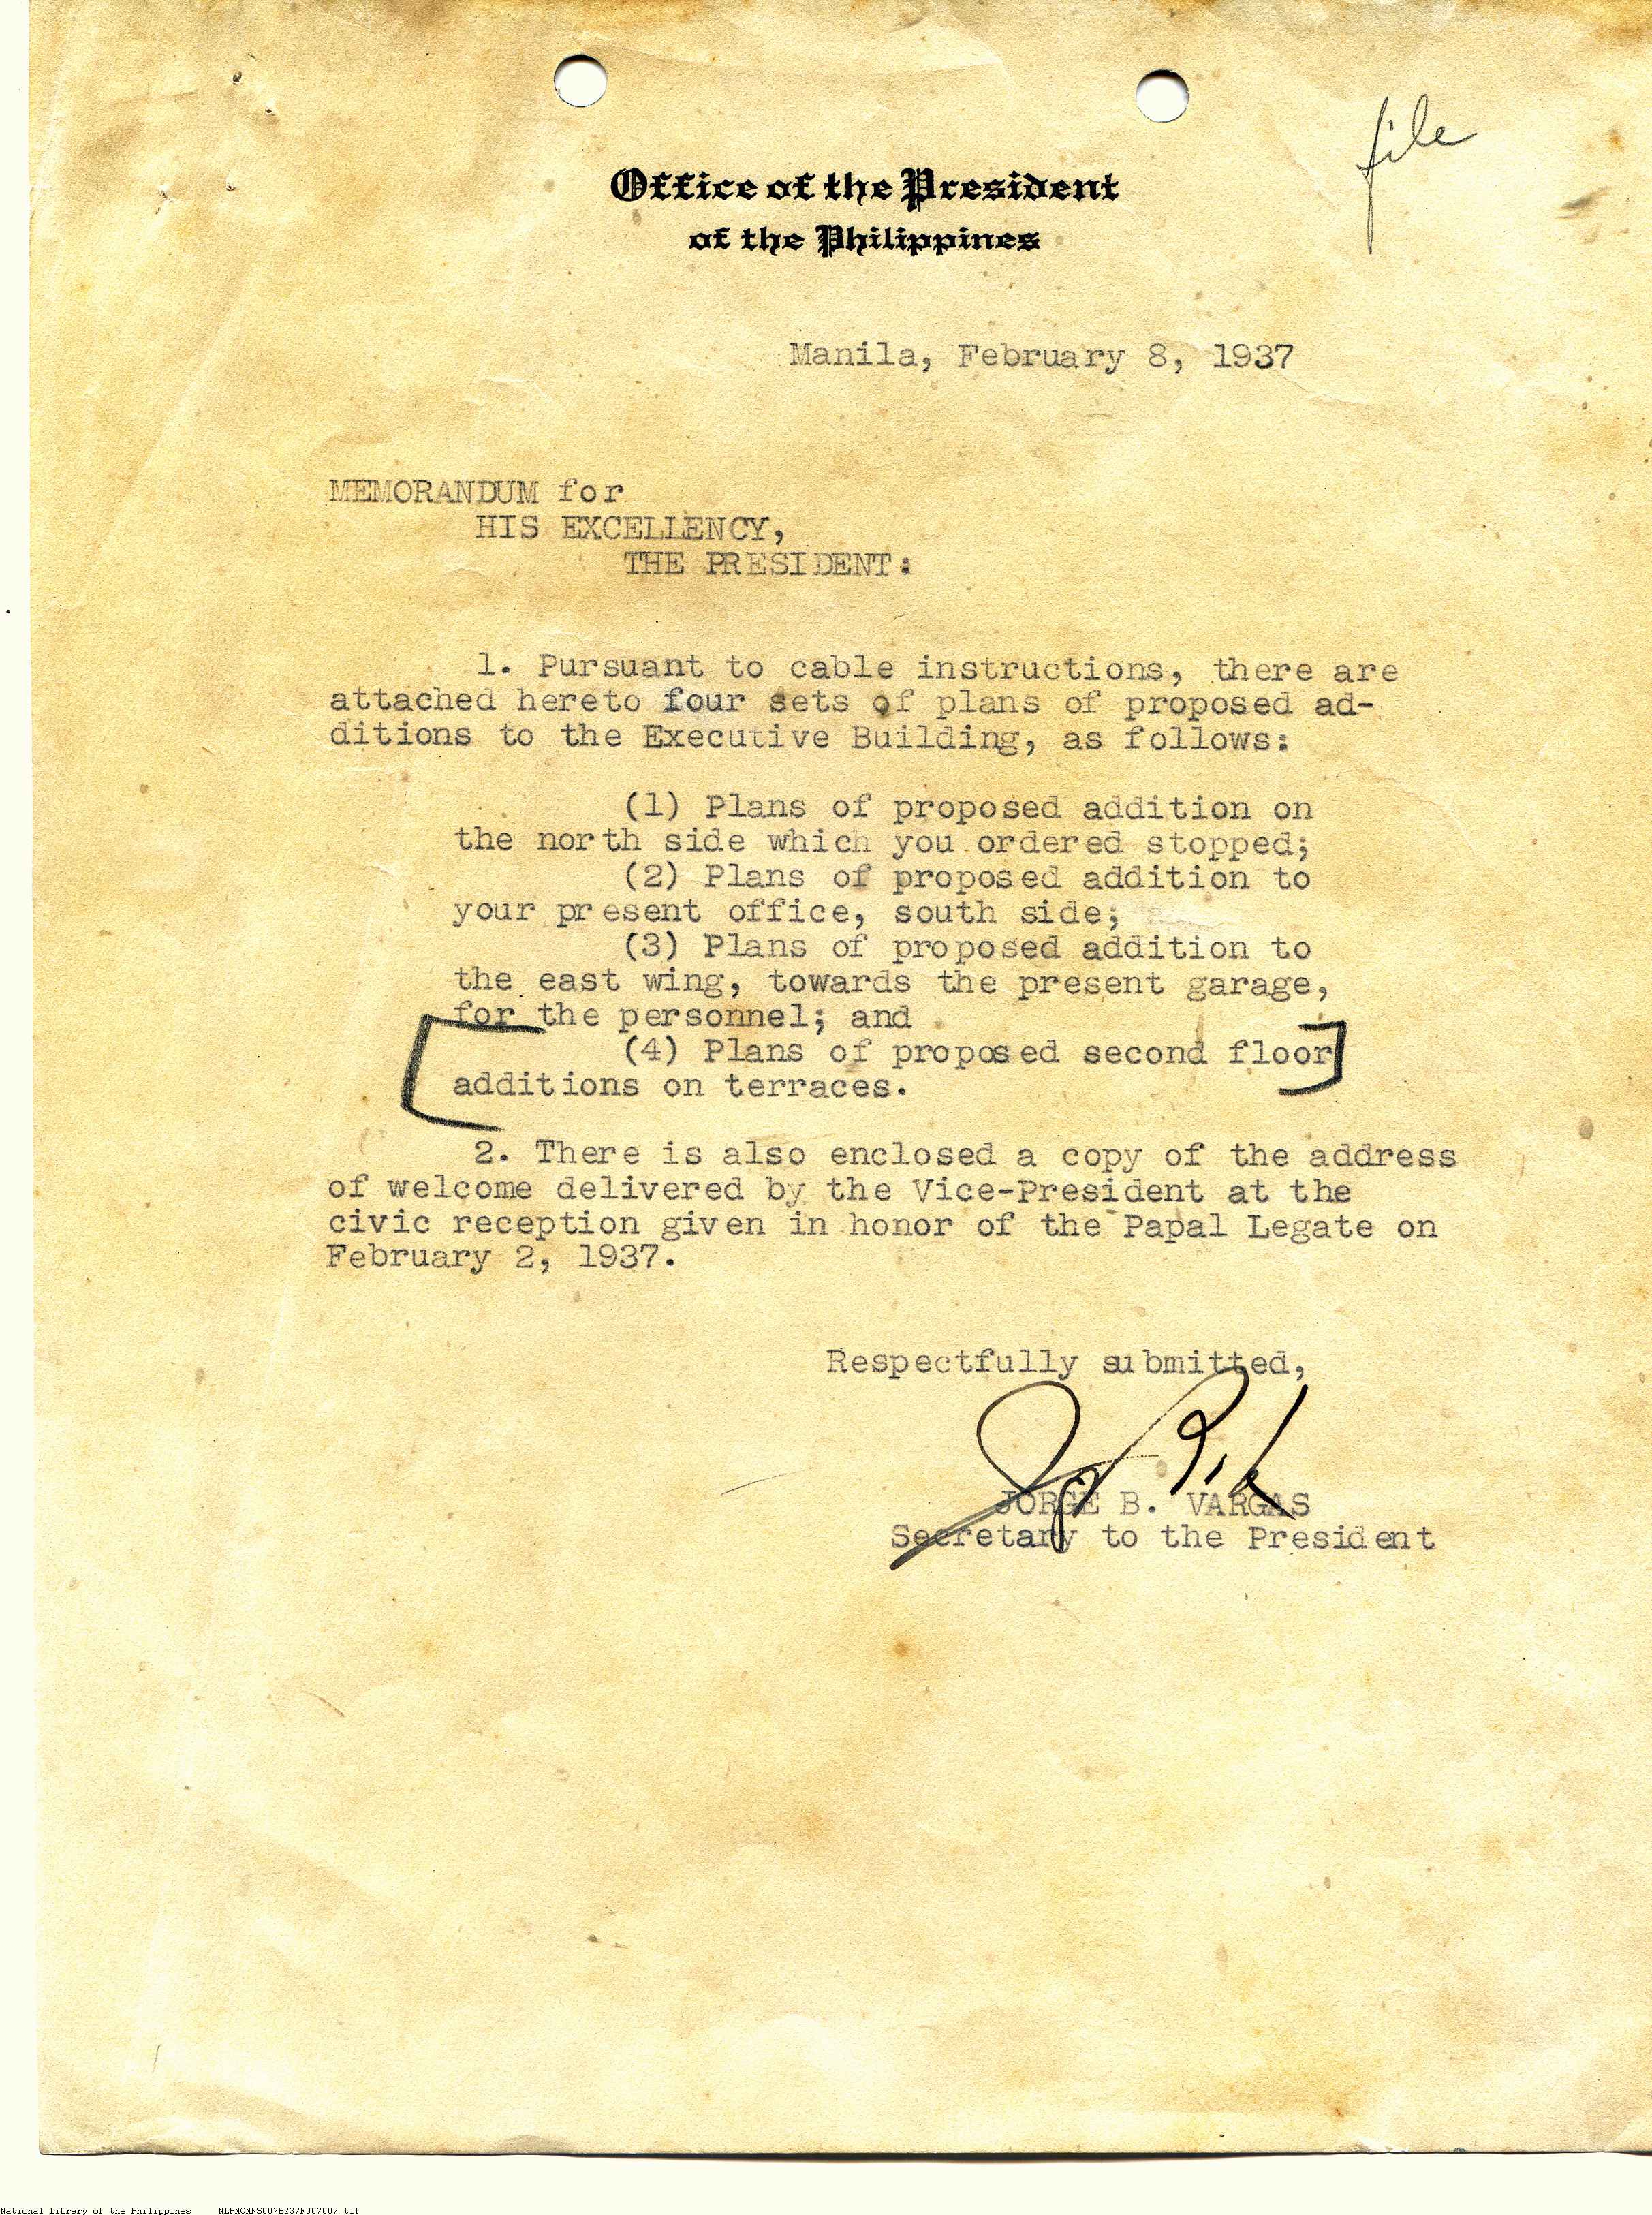 file
Office of the President
of the Philippines
Manila, February 8, 1937
MEMORANDUM for
HIS EXCELLENCY,
THE PRESIDENT:
1. Pursuant to cable instructions, there are
attached hereto four sets of plans of proposed ad-
ditions to the Executive Building, as follows:
(1) Plans of proposed addition on
the north side which you ordered stopped;
(2) Plans of proposed addition to
your present office, south side;
(3) Plans of proposed addition to
the east wing, towards the present garage,
for the personnel; and
(4) Plans of proposed second floor
additions on terraces.
2. There is also enclosed a copy of the address
of welcome delivered by the Vice-President at the
civic reception given in honor of the Papal Legate on
February 2, 1937.
Respectfully submitted,
JORGE B. VARGAS
Secretary to the President
National Library of the Philippines NLPMQMNS007B237F007007.tif